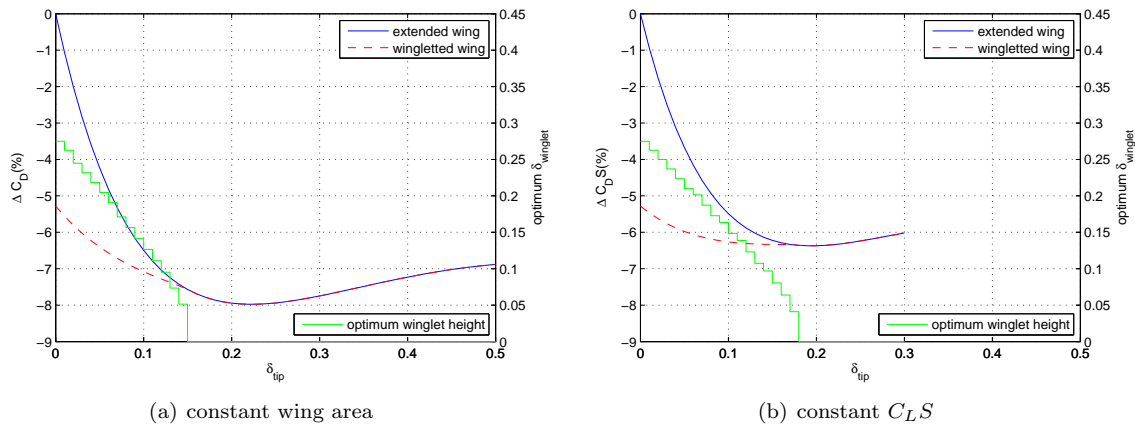 0
−1
−2
−3
−4
−5
−6
−7
−8
−9
Δ C_D(%)
0 0.1 0.2 0.3 0.4 0.5
δ_tip
0.45
0.4
0.35
0.3
0.25
0.2
0.15
0.1
0.05
0
optimum δ_winglet
extended wing
wingletted wing
optimum winglet height
(a) constant wing area
0
−1
−2
−3
−4
−5
−6
−7
−8
−9
Δ C_D S(%)
0 0.1 0.2 0.3 0.4 0.5
δ_tip
0.45
0.4
0.35
0.3
0.25
0.2
0.15
0.1
0.05
0
optimum δ_winglet
extended wing
wingletted wing
optimum winglet height
(b) constant C_L S